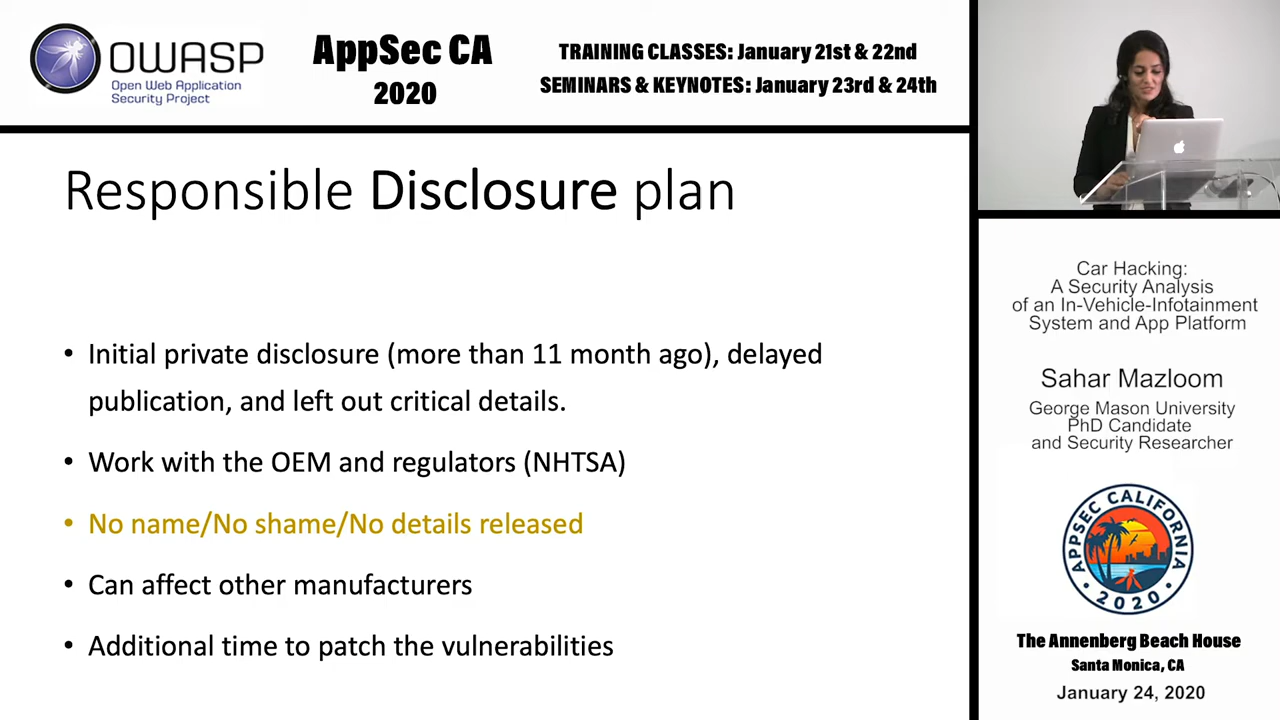 OWASP
Open Web Application
Security Project
AppSec CA
2020
TRAINING CLASSES: January 21st & 22nd
SEMINARS & KEYNOTES: January 23rd & 24th
Responsible Disclosure plan
• Initial private disclosure (more than 11 month ago), delayed
publication, and left out critical details.
• Work with the OEM and regulators (NHTSA)
• No name/No shame/No details released
• Can affect other manufacturers
• Additional time to patch the vulnerabilities
Car Hacking:
A Security Analysis
of an In-Vehicle-Infotainment
System and App Platform
Sahar Mazloom
George Mason University
PhD Candidate
and Security Researcher
APPSEC CALIFORNIA
• 2020 •
The Annenberg Beach House
Santa Monica, CA
January 24, 2020